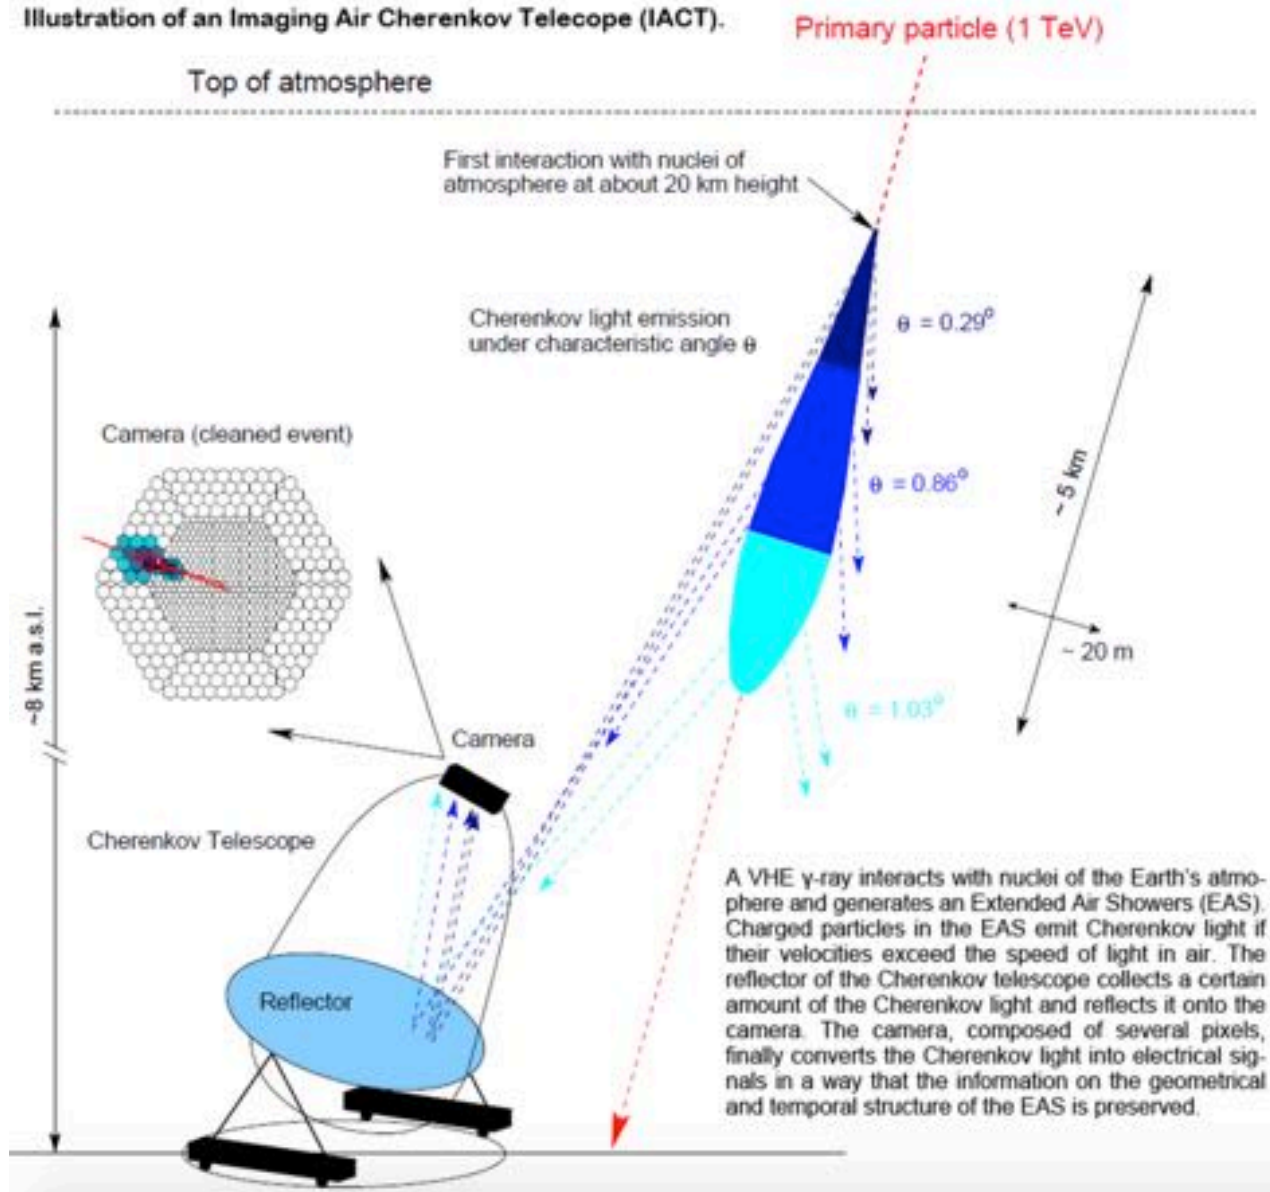 Illustration of an Imaging Air Cherenkov Telecope (IACT).
Primary particle (1 TeV)
Top of atmosphere
First interaction with nuclei of
atmosphere at about 20 km height
Cherenkov light emission
under characteristic angle θ
θ = 0.29°
Camera (cleaned event)
θ = 0.86°
~ 5 km
~ 20 m
~8 km a.s.l.
θ = 1.03°
Camera
Cherenkov Telescope
Reflector
A VHE γ-ray interacts with nuclei of the Earth's atmo-
phere and generates an Extended Air Showers (EAS).
Charged particles in the EAS emit Cherenkov light if
their velocities exceed the speed of light in air. The
reflector of the Cherenkov telescope collects a certain
amount of the Cherenkov light and reflects it onto the
camera. The camera, composed of several pixels,
finally converts the Cherenkov light into electrical sig-
nals in a way that the information on the geometrical
and temporal structure of the EAS is preserved.